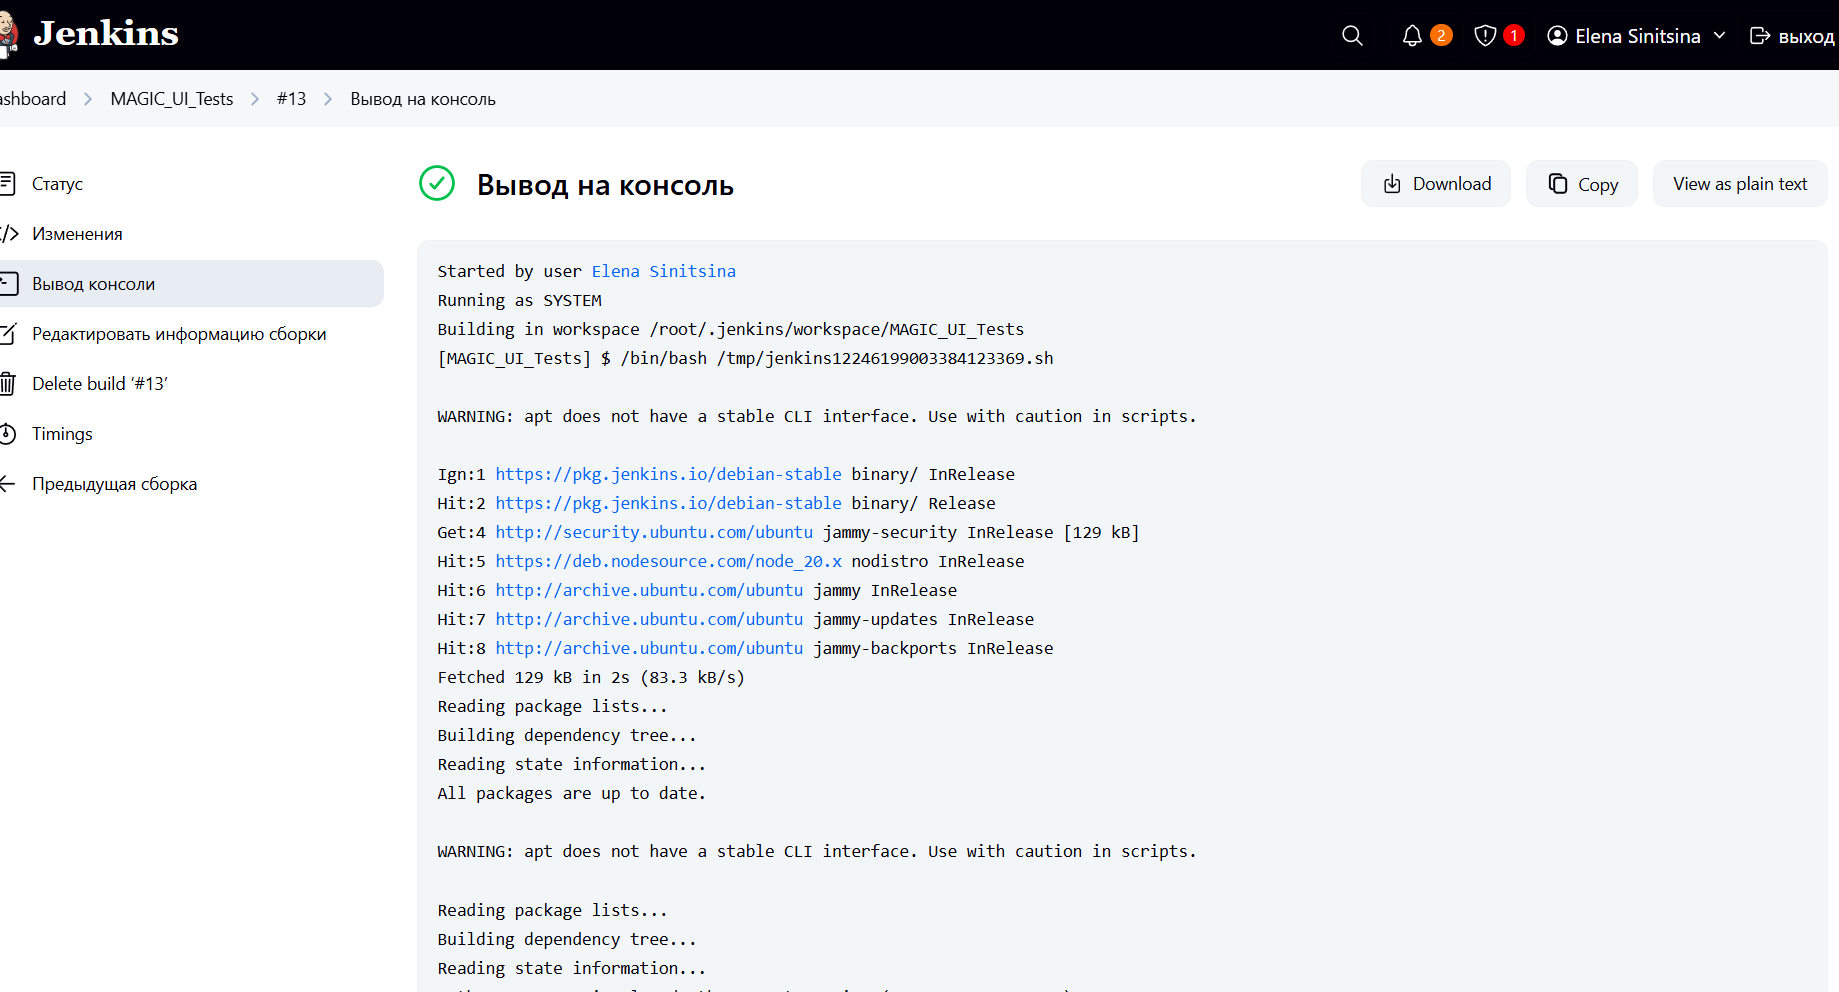 Jenkins
2
1
Elena Sinitsina
выход
ashboard > MAGIC_UI_Tests > #13 > Вывод на консоль
Статус
Изменения
Вывод консоли
Редактировать информацию сборки
Delete build ‘#13’
Timings
Предыдущая сборка
Вывод на консоль
Download
Copy
View as plain text
Started by user Elena Sinitsina
Running as SYSTEM
Building in workspace /root/.jenkins/workspace/MAGIC_UI_Tests
[MAGIC_UI_Tests] $ /bin/bash /tmp/jenkins12246199003384123369.sh
WARNING: apt does not have a stable CLI interface. Use with caution in scripts.
Ign:1 https://pkg.jenkins.io/debian-stable binary/ InRelease
Hit:2 https://pkg.jenkins.io/debian-stable binary/ Release
Get:4 http://security.ubuntu.com/ubuntu jammy-security InRelease [129 kB]
Hit:5 https://deb.nodesource.com/node_20.x nodistro InRelease
Hit:6 http://archive.ubuntu.com/ubuntu jammy InRelease
Hit:7 http://archive.ubuntu.com/ubuntu jammy-updates InRelease
Hit:8 http://archive.ubuntu.com/ubuntu jammy-backports InRelease
Fetched 129 kB in 2s (83.3 kB/s)
Reading package lists...
Building dependency tree...
Reading state information...
All packages are up to date.
WARNING: apt does not have a stable CLI interface. Use with caution in scripts.
Reading package lists...
Building dependency tree...
Reading state information...